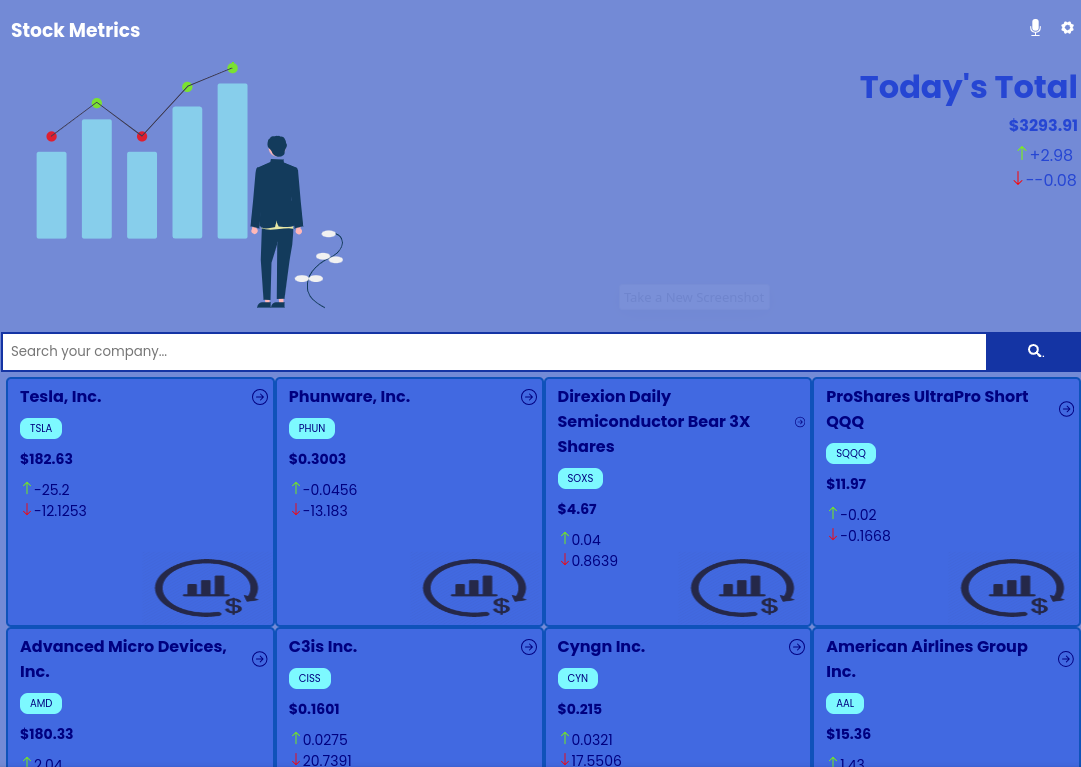 Stock Metrics
Today's Total
$3293.91
↑+2.98
↓--0.08
Take a New Screenshot
Search your company...
Tesla, Inc.
TSLA
$182.63
↑-25.2
↓-12.1253
Phunware, Inc.
PHUN
$0.3003
↑-0.0456
↓-13.183
Direxion Daily
Semiconductor Bear 3X
Shares
SOXS
$4.67
↑0.04
↓0.8639
ProShares UltraPro Short
QQQ
SQQQ
$11.97
↑-0.02
↓-0.1668
Advanced Micro Devices,
Inc.
AMD
$180.33
↑2.04
C3is Inc.
CISS
$0.1601
↑0.0275
↓20.7391
Cyngn Inc.
CYN
$0.215
↑0.0321
↓17.5506
American Airlines Group
Inc.
AAL
$15.36
↑1.43